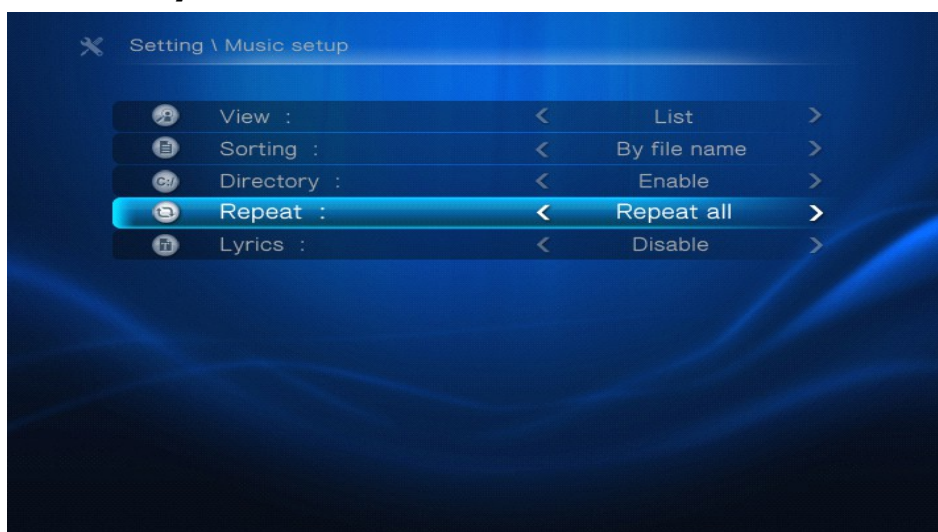 Setting \ Music setup
View : < List >
Sorting : < By file name >
C:/ Directory : < Enable >
Repeat : < Repeat all >
Lyrics : < Disable >